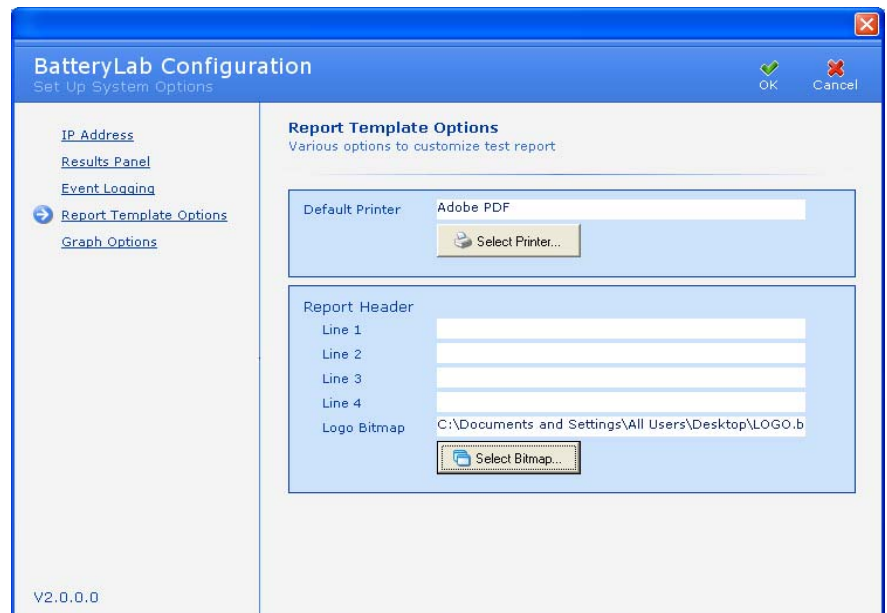 BatteryLab Configuration
Set Up System Options
OK
Cancel
IP Address
Results Panel
Event Logging
Report Template Options
Graph Options
Report Template Options
Various options to customize test report
Default Printer
Adobe PDF
Select Printer...
Report Header
Line 1
Line 2
Line 3
Line 4
Logo Bitmap
C:\Documents and Settings\All Users\Desktop\LOGO.b
Select Bitmap...
V2.0.0.0